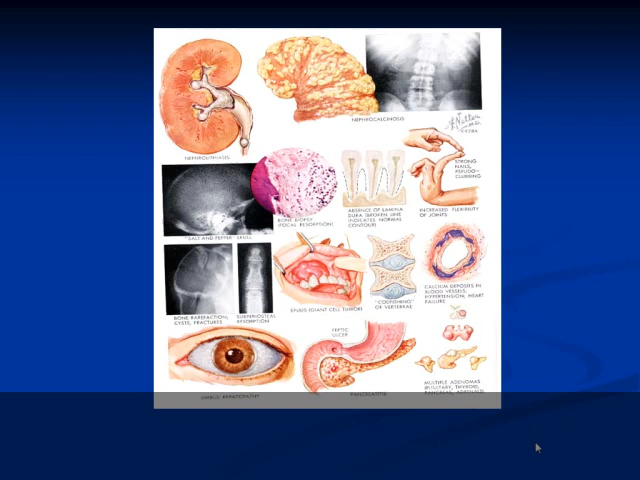 NEPHROCALCINOSIS
F. Netter
M.D.
NEPHROLITHIASIS
STRONG
NAILS,
PSEUDO-
CLUBBING
BONE BIOPSY
(FOCAL RESORPTION)
ABSENCE OF LAMINA
DURA (BROKEN LINE
INDICATES NORMAL
CONTOUR)
INCREASED FLEXIBILITY
OF JOINTS
"SALT AND PEPPER" SKULL
CALCIUM DEPOSITS IN
BLOOD VESSELS,
HYPERTENSION, HEART
FAILURE
EPULIS (GIANT CELL TUMOR)
"CODFISHING"
OF VERTEBRAE
BONE RAREFACTION,
CYSTS, FRACTURES
SUBPERIOSTEAL
RESORPTION
PEPTIC
ULCER
MULTIPLE ADENOMAS
(PITUITARY, THYROID,
PANCREAS, ADRENALS)
LIMBUS KERATOPATHY
PANCREATITIS